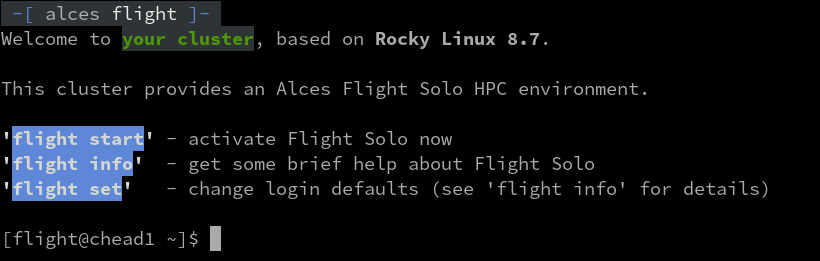 -[ alces flight ]-
Welcome to your cluster, based on Rocky Linux 8.7.
This cluster provides an Alces Flight Solo HPC environment.
'flight start' - activate Flight Solo now
'flight info'  - get some brief help about Flight Solo
'flight set'   - change login defaults (see 'flight info' for details)
[flight@chead1 ~]$